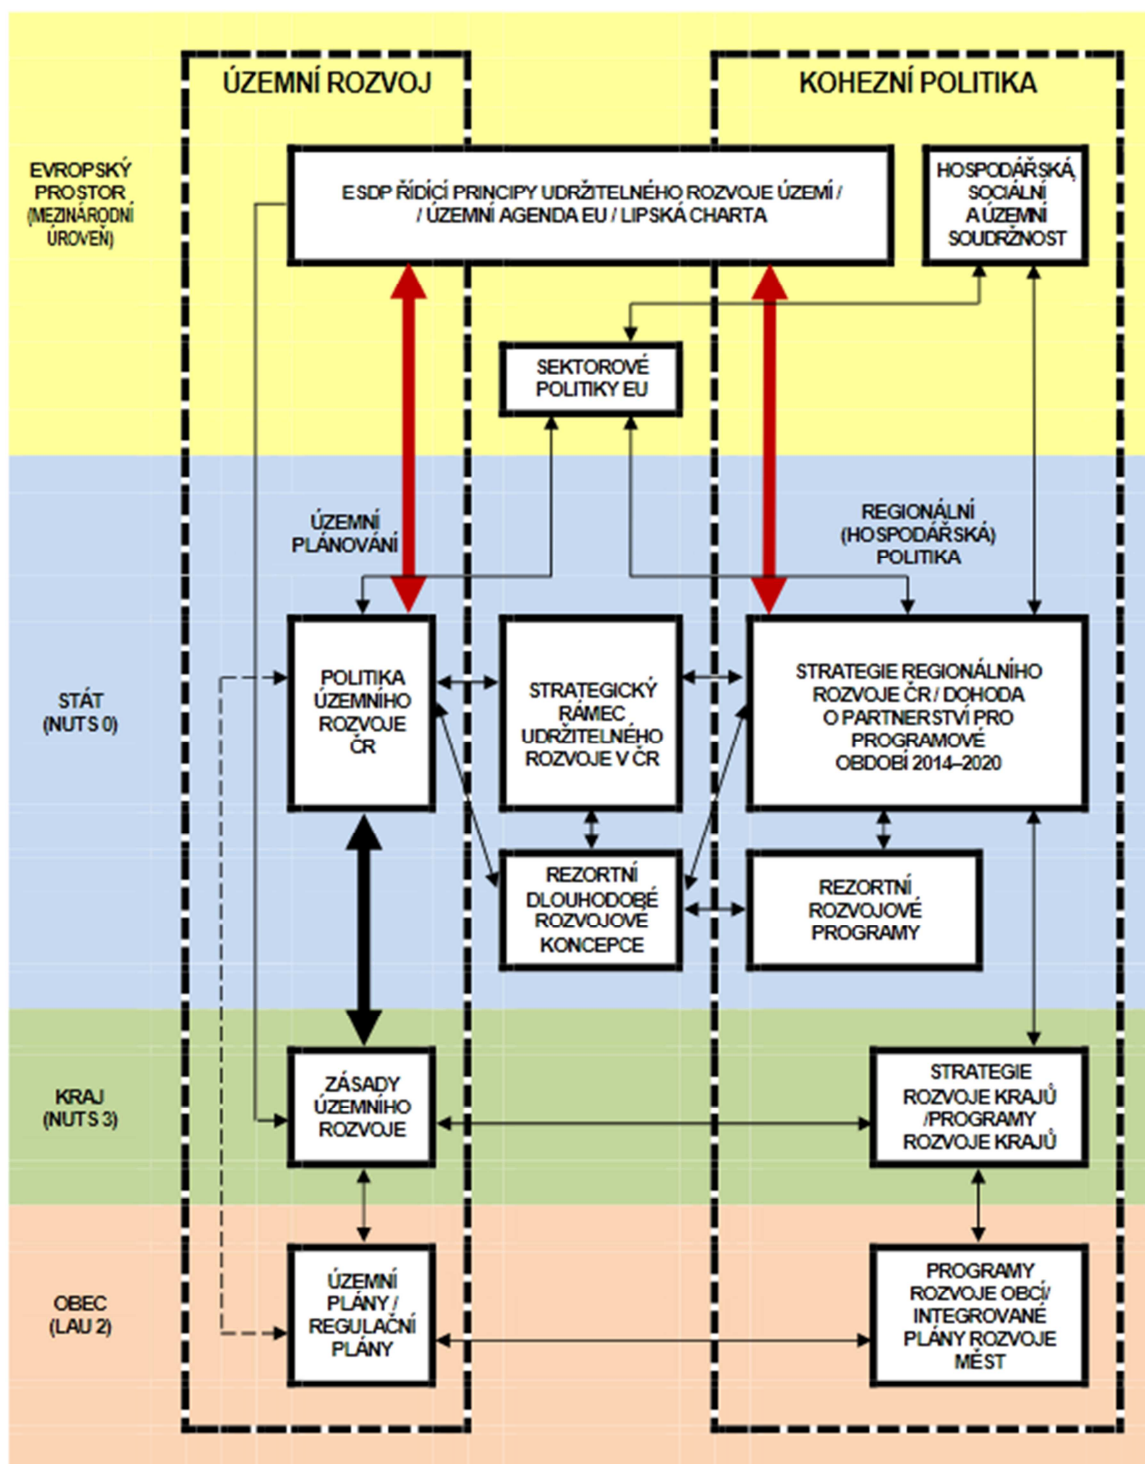 ÚZEMNÍ ROZVOJ
KOHEZNÍ POLITIKA
EVROPSKÝ
PROSTOR
(MEZINÁRODNÍ
ÚROVEŇ)
ESDP ŘÍDÍCÍ PRINCIPY UDRŽITELNÉHO ROZVOJE ÚZEMÍ /
/ ÚZEMNÍ AGENDA EU / LIPSKÁ CHARTA
HOSPODÁŘSKÁ,
SOCIÁLNÍ
A ÚZEMNÍ
SOUDRŽNOST
SEKTOROVÉ
POLITIKY EU
ÚZEMNÍ
PLÁNOVÁNÍ
REGIONÁLNÍ
(HOSPODÁŘSKÁ)
POLITIKA
STÁT
(NUTS 0)
POLITIKA
ÚZEMNÍHO
ROZVOJE
ČR
STRATEGICKÝ
RÁMEC
UDRŽITELNÉHO
ROZVOJE V ČR
STRATEGIE REGIONÁLNÍHO
ROZVOJE ČR / DOHODA
O PARTNERSTVÍ PRO
PROGRAMOVÉ
OBDOBÍ 2014–2020
REZORTNÍ
DLOUHODOBÉ
ROZVOJOVÉ
KONCEPCE
REZORTNÍ
ROZVOJOVÉ
PROGRAMY
KRAJ
(NUTS 3)
ZÁSADY
ÚZEMNÍHO
ROZVOJE
STRATEGIE
ROZVOJE KRAJŮ
/PROGRAMY
ROZVOJE KRAJŮ
OBEC
(LAU 2)
ÚZEMNÍ
PLÁNY /
REGULAČNÍ
PLÁNY
PROGRAMY
ROZVOJE OBCÍ/
INTEGROVANÉ
PLÁNY ROZVOJE
MĚST